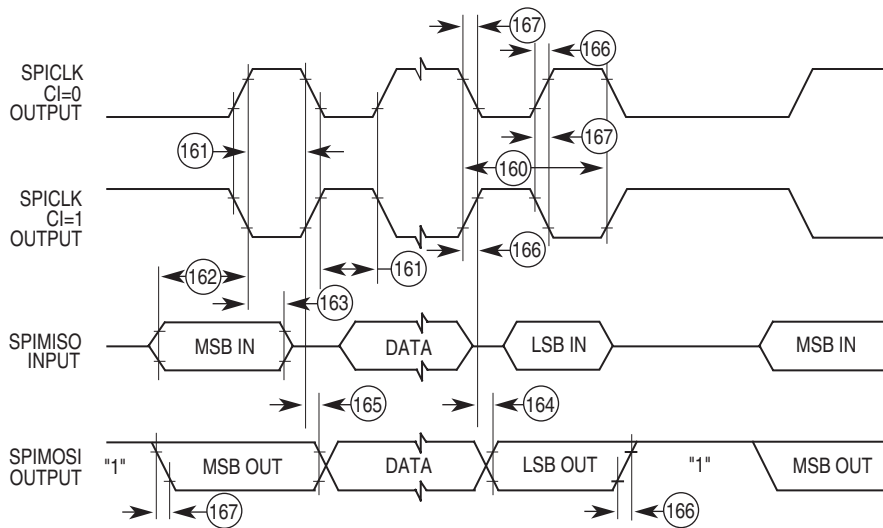 167
166
SPICLK
CI=0
OUTPUT
161
167
160
SPICLK
CI=1
OUTPUT
166
161
162
163
SPIMISO
INPUT
MSB IN
DATA
LSB IN
MSB IN
165
164
SPIMOSI
OUTPUT
"1"
MSB OUT
DATA
LSB OUT
"1"
MSB OUT
167
166